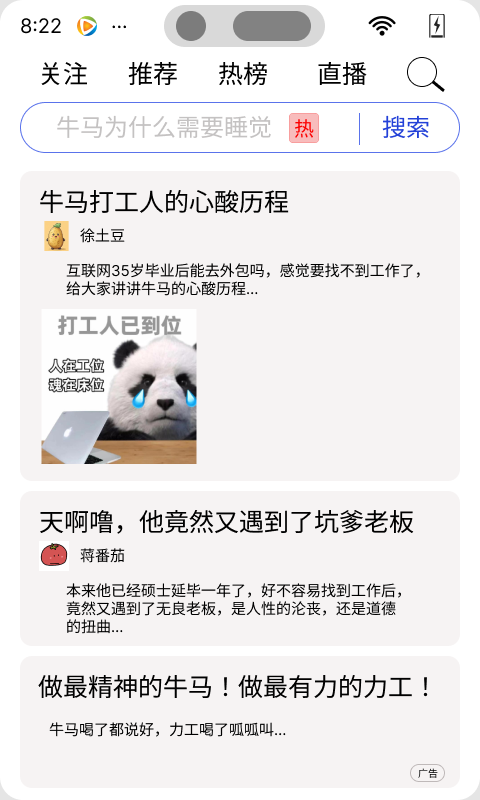 8:22
关注 推荐 热榜 直播
牛马为什么需要睡觉 热 搜索
牛马打工人的心酸历程
徐土豆
互联网35岁毕业后能去外包吗，感觉要找不到工作了，
给大家讲讲牛马的心酸历程...
打工人已到位
人在工位
魂在床位
天啊噜，他竟然又遇到了坑爹老板
蒋番茄
本来他已经硕士延毕一年了，好不容易找到工作后，
竟然又遇到了无良老板，是人性的沦丧，还是道德
的扭曲...
做最精神的牛马！做最有力的力工！
牛马喝了都说好，力工喝了呱呱叫...
广告